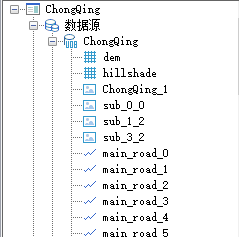 ChongQing
数据源
ChongQing
dem
hillshade
ChongQing_1
sub_0_0
sub_1_2
sub_3_2
main_road_0
main_road_1
main_road_2
main_road_3
main_road_4
main_road_5